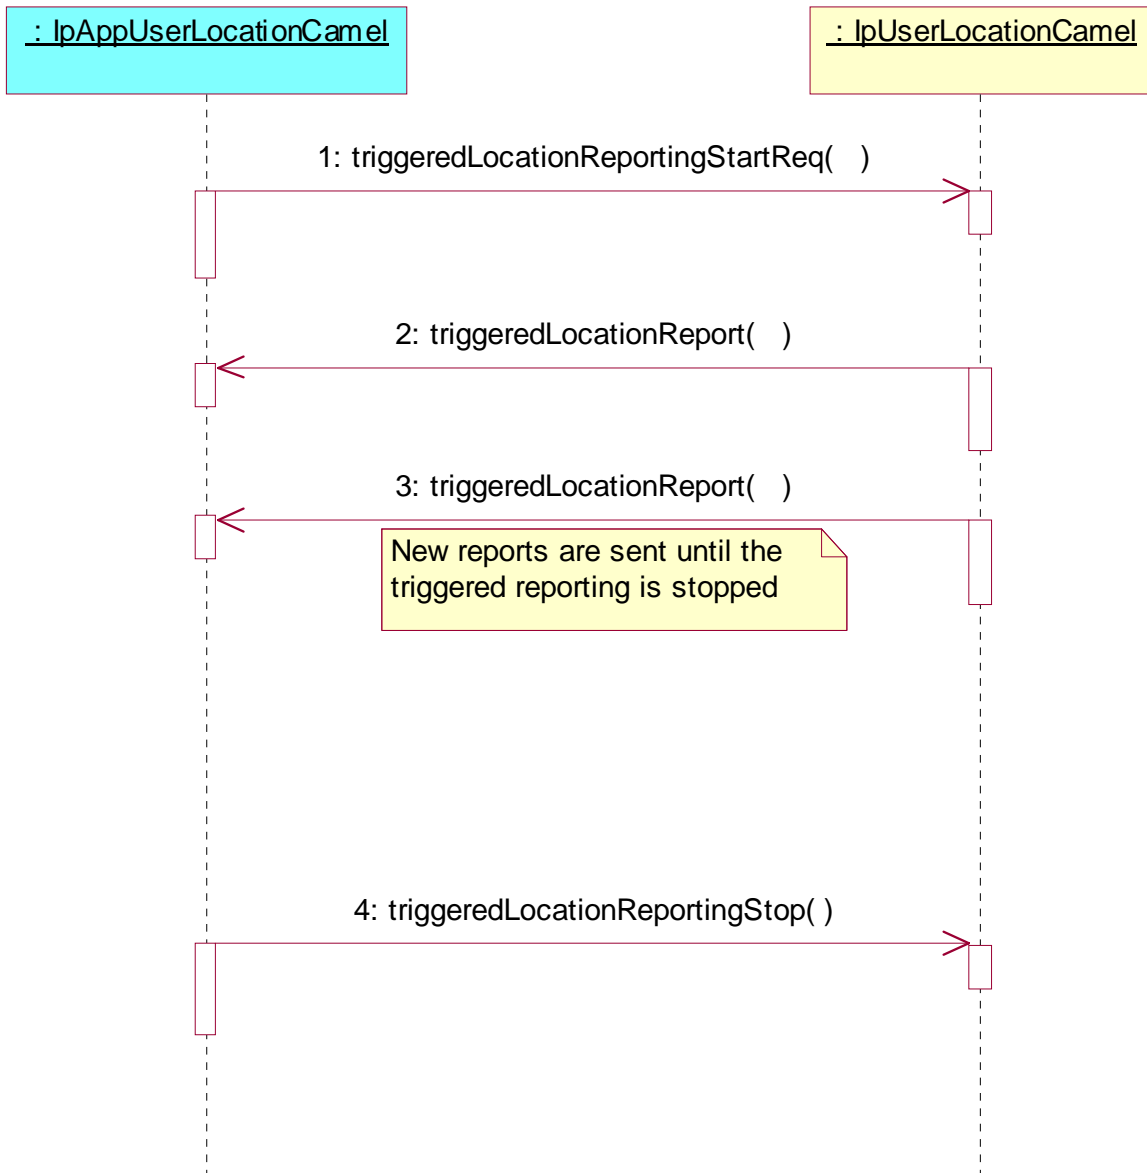 : IpAppUserLocationCamel
: IpUserLocationCamel
1: triggeredLocationReportingStartReq(   )
2: triggeredLocationReport(   )
3: triggeredLocationReport(   )
New reports are sent until the
triggered reporting is stopped
4: triggeredLocationReportingStop( )